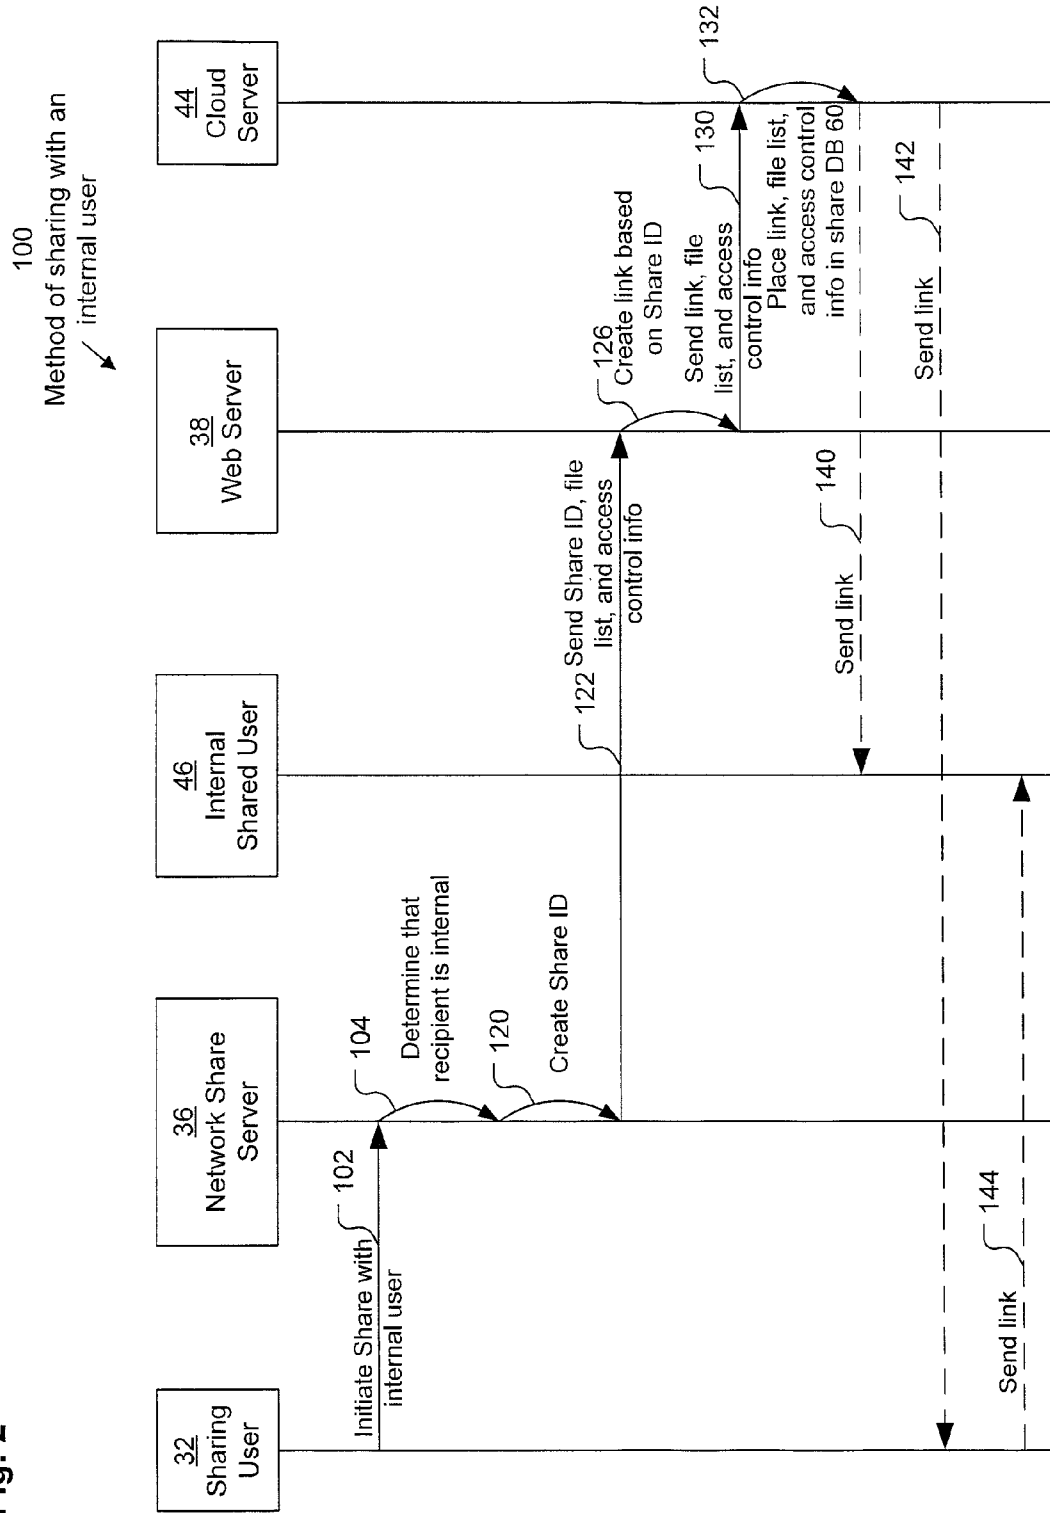 Fig. 2
100
Method of sharing with an
internal user
32
Sharing
User
36
Network Share
Server
46
Internal
Shared User
38
Web Server
44
Cloud
Server
Initiate Share with
internal user
102
104
Determine that
recipient is internal
120
Create Share ID
122
Send Share ID, file
list, and access
control info
126
Create link based
on Share ID
Send link, file
list, and access
control info
130
132
Place link, file list,
and access control
info in share DB 60
Send link
140
Send link
142
Send link
144